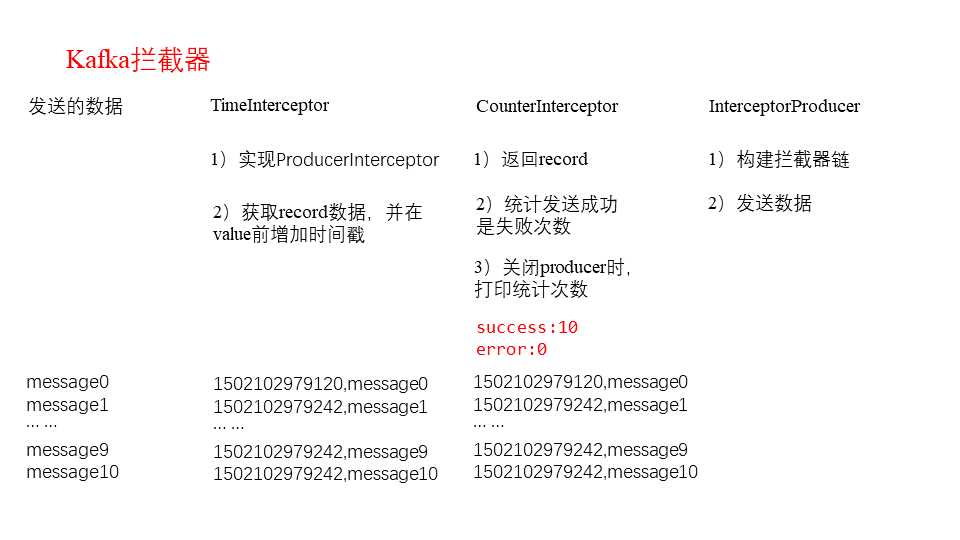 Kafka拦截器
发送的数据
TimeInterceptor
CounterInterceptor
InterceptorProducer
1）实现ProducerInterceptor
2）获取record数据，并在
value前增加时间戳
1）返回record
2）统计发送成功
是失败次数
3）关闭producer时，
打印统计次数
success:10
error:0
1）构建拦截器链
2）发送数据
message0
message1
... ...
message9
message10
1502102979120,message0
1502102979242,message1
... ...
1502102979242,message9
1502102979242,message10
1502102979120,message0
1502102979242,message1
... ...
1502102979242,message9
1502102979242,message10